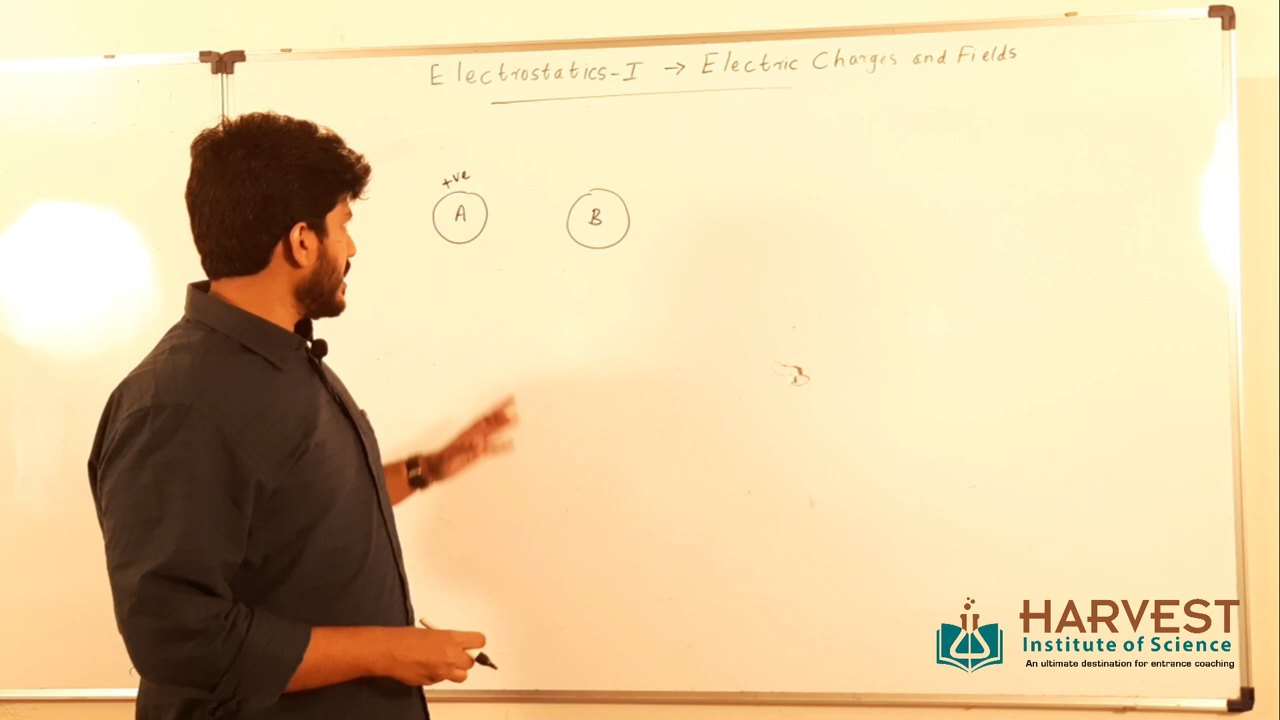 Electrostatics-I → Electric Charges and Fields
+ve
A B
HARVEST
Institute of Science
An ultimate destination for entrance coaching